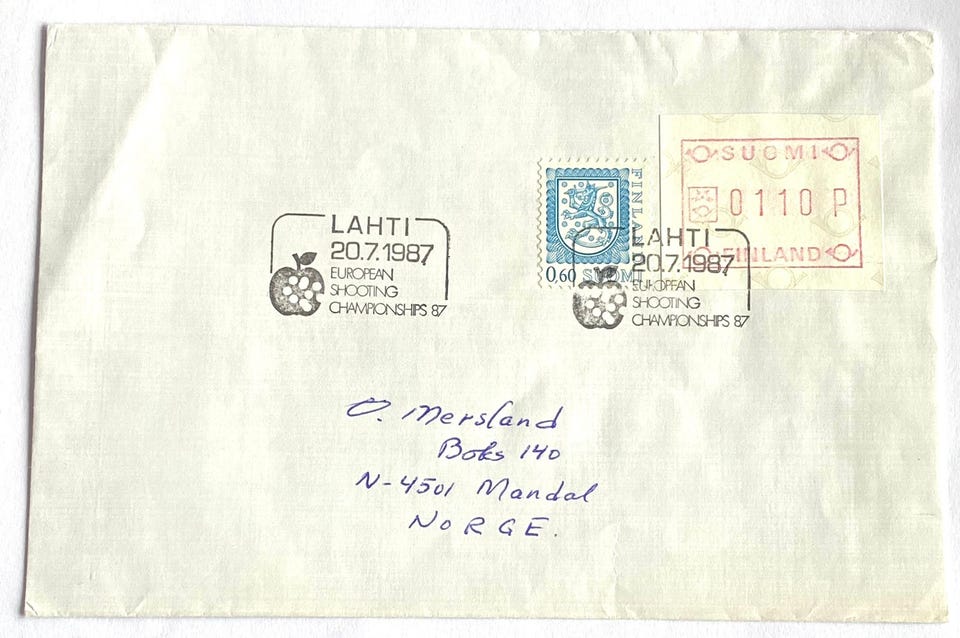 LAHTI
20.7.1987
EUROPEAN
SHOOTING
CHAMPIONSHIPS 87
FINLAND
0,60 SUOMI
SUOMI
0110 P
FINLAND
LAHTI
20.7.1987
EUROPEAN
SHOOTING
CHAMPIONSHIPS 87
O. Mersland
Boks 140
N-4501 Mandal
NORGE.